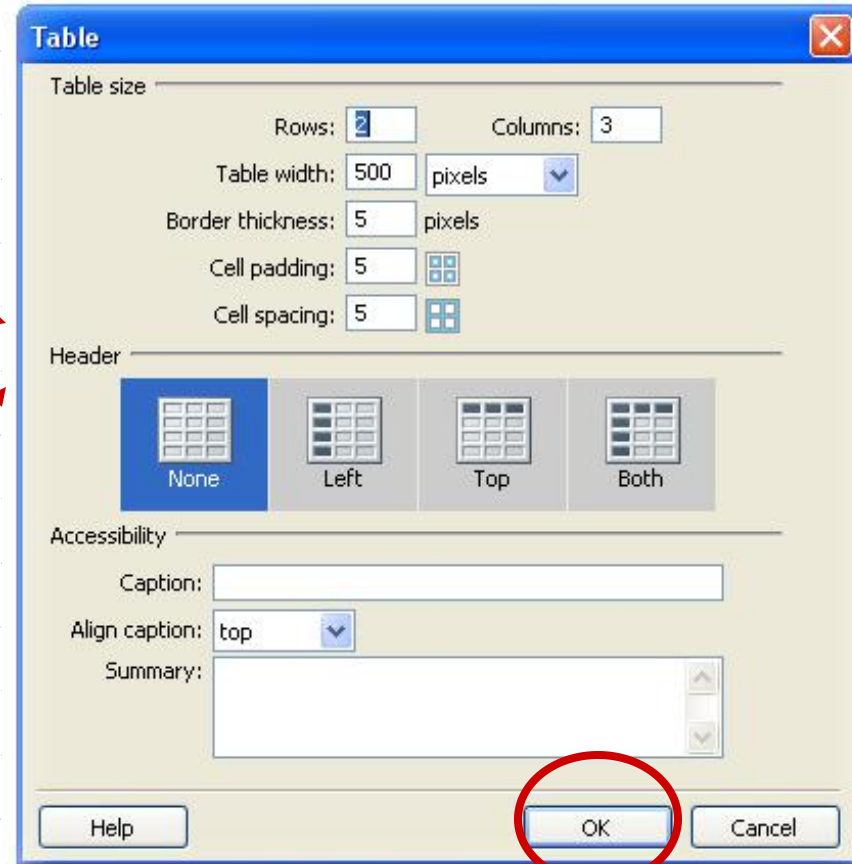 Table
Table size
Rows: 2 Columns: 3
Table width: 500 pixels
Border thickness: 5 pixels
Cell padding: 5
Cell spacing: 5
Header
None Left Top Both
Accessibility
Caption:
Align caption: top
Summary:
Help OK Cancel